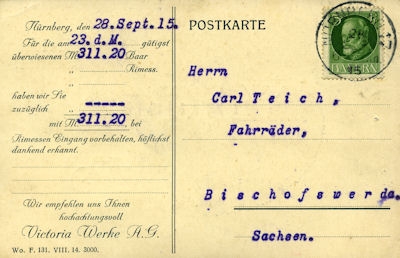 Nürnberg, den 28.Sept.15.
Für die am 23.d.M. gütigst
überwiesenen M 311.20 Baar
" Rimess.
haben wir Sie
zuzüglich " -----
mit M 311.20 bei
Rimessen Eingang vorbehalten, höflichst
dankend erkannt.
Wir empfehlen uns Ihnen
hochachtungsvoll
Victoria Werke A.G.
Wo. F. 131. VIII. 14. 3000.
POSTKARTE
BAYERN
Herrn
Carl Teich,
Fahrräder,
Bischofswerda.
Sachsen.